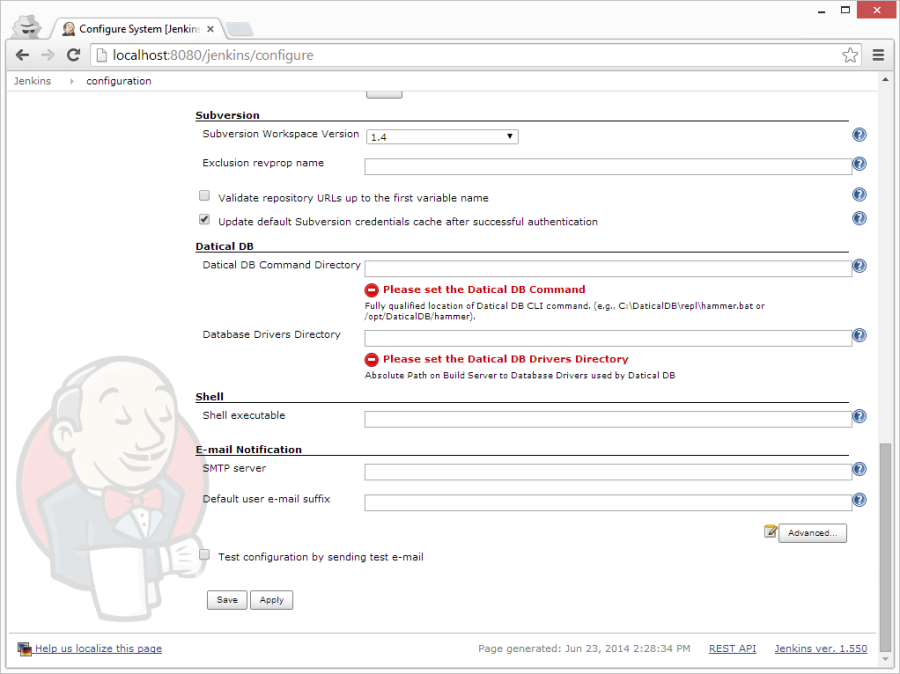 Configure System [Jenkins
localhost:8080/jenkins/configure
Jenkins configuration
Subversion
Subversion Workspace Version 1.4
Exclusion revprop name
Validate repository URLs up to the first variable name
Update default Subversion credentials cache after successful authentication
Datical DB
Datical DB Command Directory
Please set the Datical DB Command
Fully qualified location of Datical DB CLI command. (e.g., C:\DaticalDB\repl\hammer.bat or
/opt/DaticalDB/hammer).
Database Drivers Directory
Please set the Datical DB Drivers Directory
Absolute Path on Build Server to Database Drivers used by Datical DB
Shell
Shell executable
E-mail Notification
SMTP server
Default user e-mail suffix
Advanced...
Test configuration by sending test e-mail
Save Apply
Help us localize this page Page generated: Jun 23, 2014 2:28:34 PM REST API Jenkins ver. 1.550